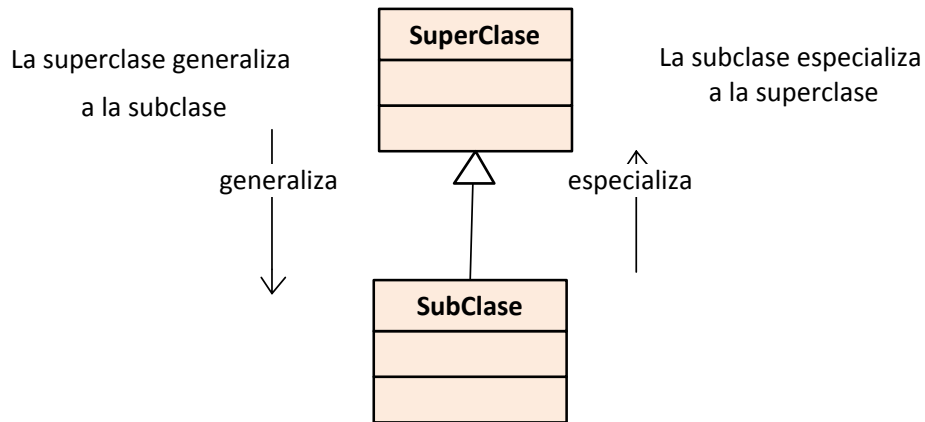 SuperClase
La superclase generaliza
a la subclase
La subclase especializa
a la superclase
generaliza
especializa
SubClase